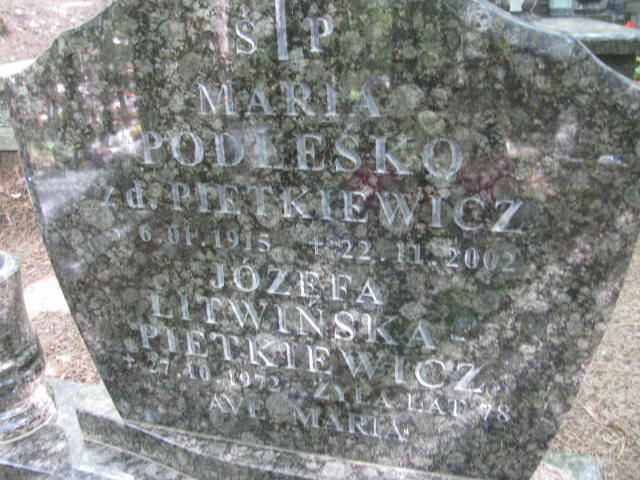 Ś P
MARIA
PODLEŚKO
Zd. PIETKIEWICZ
* 6.01.1915 + 22.11.2002
JÓZEFA
LITWIŃSKA -
PIETKIEWICZ
+ 27.10.1972 ŻYŁA LAT 78
AVE MARIA